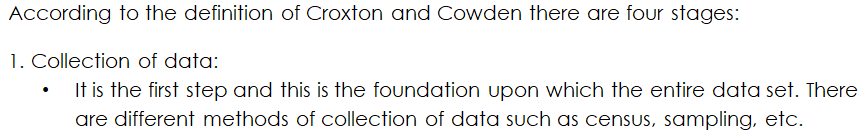 According to the definition of Croxton and Cowden there are four stages:
1. Collection of data:
• It is the first step and this is the foundation upon which the entire data set. There
are different methods of collection of data such as census, sampling, etc.